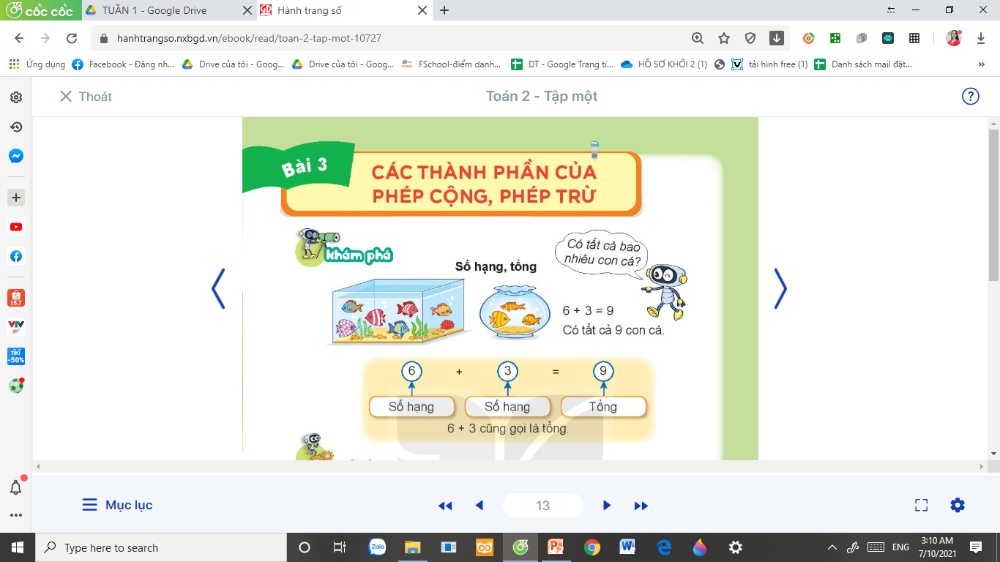 cốc cốc
TUẦN 1 - Google Drive
Hành trang số
hanhtrangso.nxbgd.vn/ebook/read/toan-2-tap-mot-10727
Ứng dụng
Facebook - Đăng nh...
Drive của tôi - Goog...
Drive của tôi - Goog...
FSchool-điểm danh...
DT - Google Trang tí...
HỒ SƠ KHỐI 2 (1)
tải hình free (1)
Danh sách mail đặt...
»
Thoát
Toán 2 - Tập một
?
Bài 3
CÁC THÀNH PHẦN CỦA
PHÉP CỘNG, PHÉP TRỪ
khám phá
Số hạng, tổng
Có tất cả bao
nhiêu con cá?
6 + 3 = 9
Có tất cả 9 con cá.
6 + 3 = 9
Số hạng
Số hạng
Tổng
6 + 3 cũng gọi là tổng.
15.7
VTV
go
TIKI
-50%
Mục lục
13
Type here to search
Zalo
ENG
3:10 AM
7/10/2021